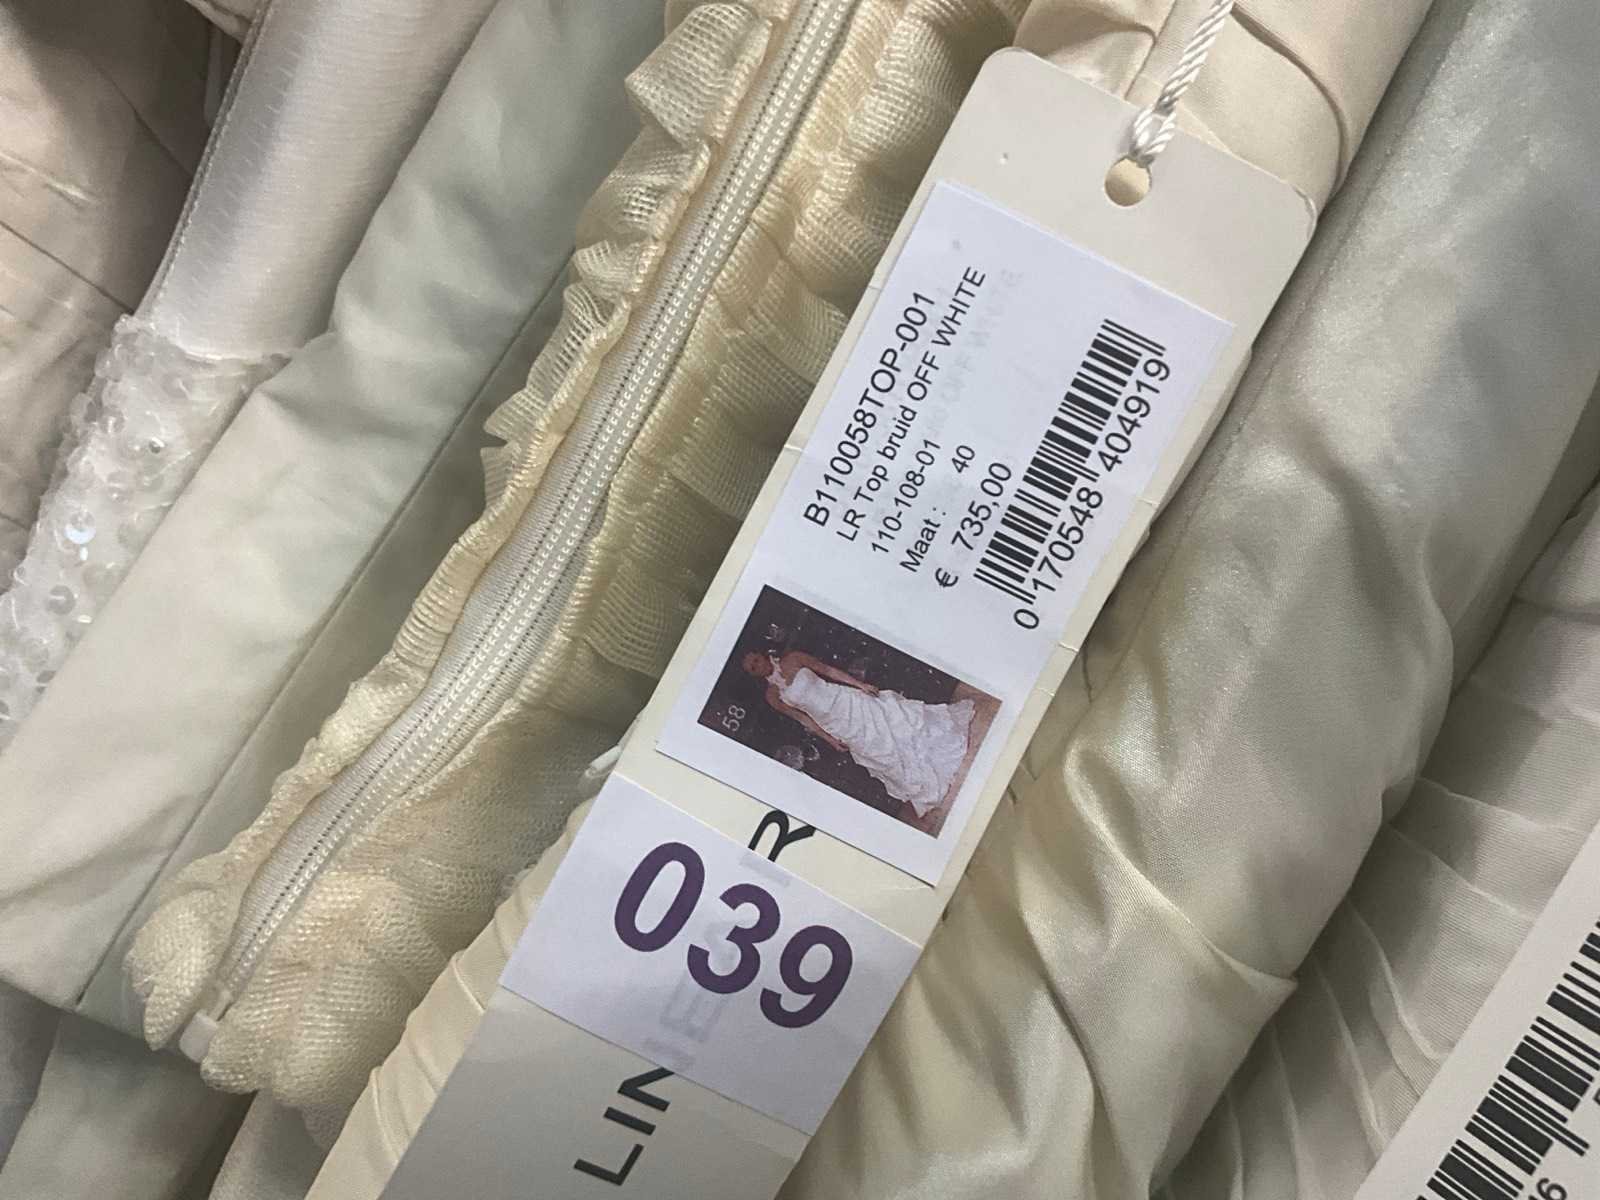 B110058TOP-001
LR Top bruid OFF WHITE
110-108-01
Maat : 40
€ 735,00
0 170548 404919
58
039